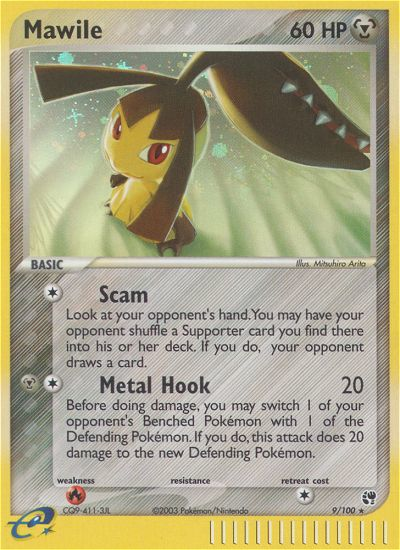 Mawile 60 HP
BASIC Illus. Mitsuhiro Arita
Scam
Look at your opponent's hand.You may have your
opponent shuffle a Supporter card you find there
into his or her deck. If you do, your opponent
draws a card.
Metal Hook 20
Before doing damage, you may switch 1 of your
opponent's Benched Pokémon with 1 of the
Defending Pokémon. If you do, this attack does 20
damage to the new Defending Pokémon.
weakness resistance retreat cost
CQ9-411-3JL ©2003 Pokémon/Nintendo 9/100 ★
e